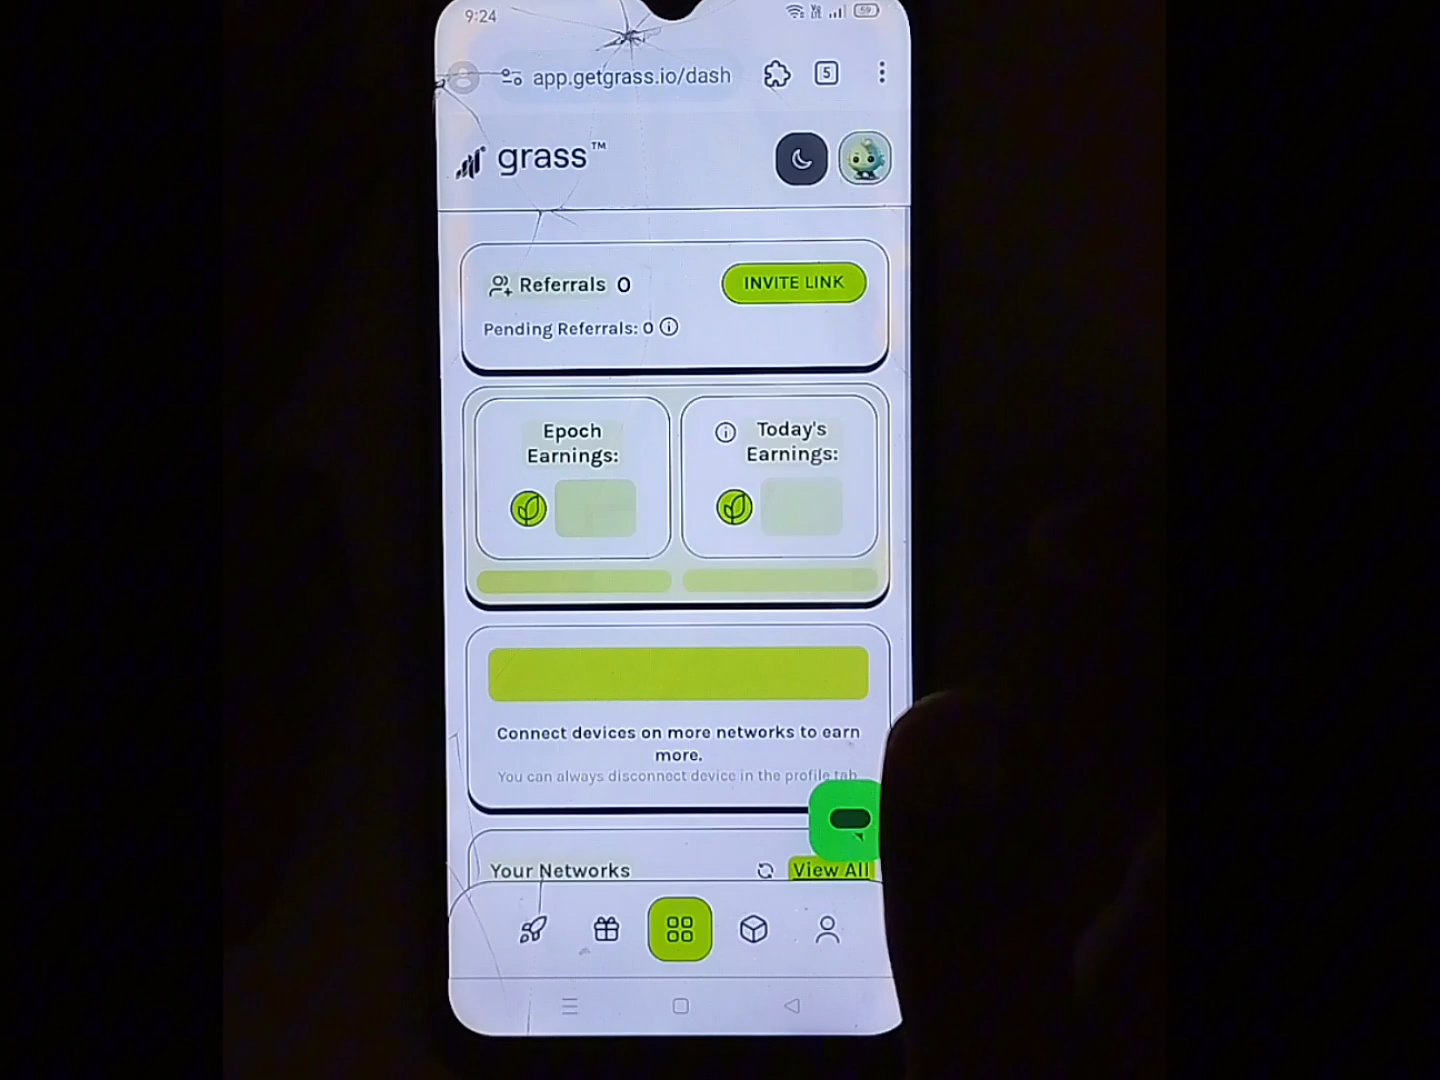 9:24
59
app.getgrass.io/dash
5
grass™
Referrals 0
INVITE LINK
Pending Referrals: 0
Epoch
Earnings:
Today's
Earnings:
Connect devices on more networks to earn
more.
You can always disconnect device in the profile tab
Your Networks
View All